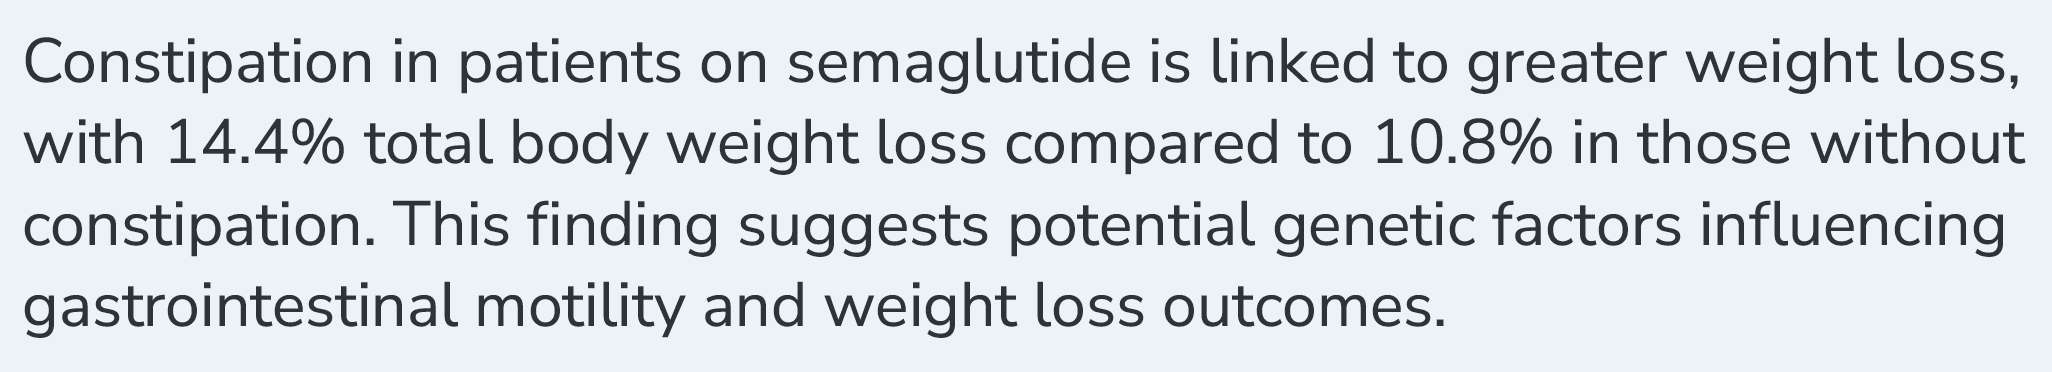 Constipation in patients on semaglutide is linked to greater weight loss,
with 14.4% total body weight loss compared to 10.8% in those without
constipation. This finding suggests potential genetic factors influencing
gastrointestinal motility and weight loss outcomes.